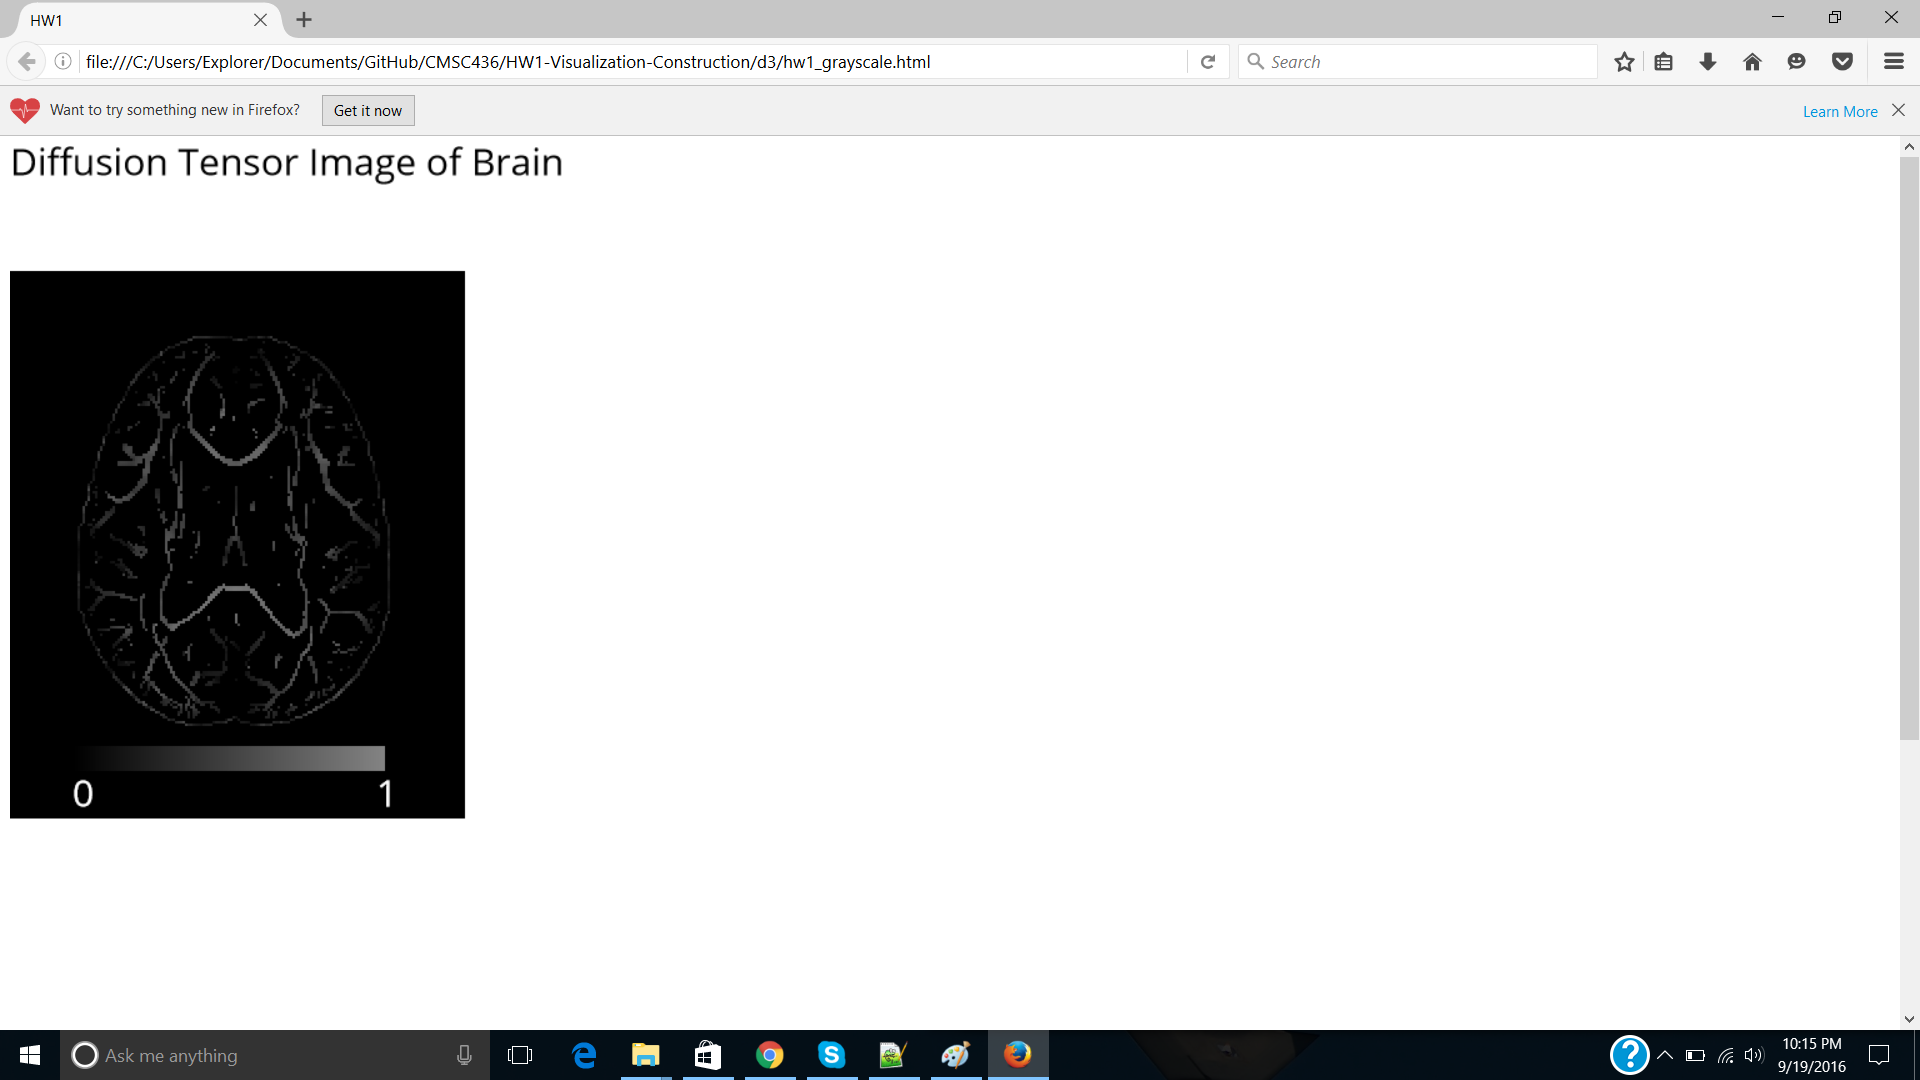 HW1
file:///C:/Users/Explorer/Documents/GitHub/CMSC436/HW1-Visualization-Construction/d3/hw1_grayscale.html
Search
Want to try something new in Firefox?
Get it now
Learn More
Diffusion Tensor Image of Brain
0 1
Ask me anything
10:15 PM
9/19/2016